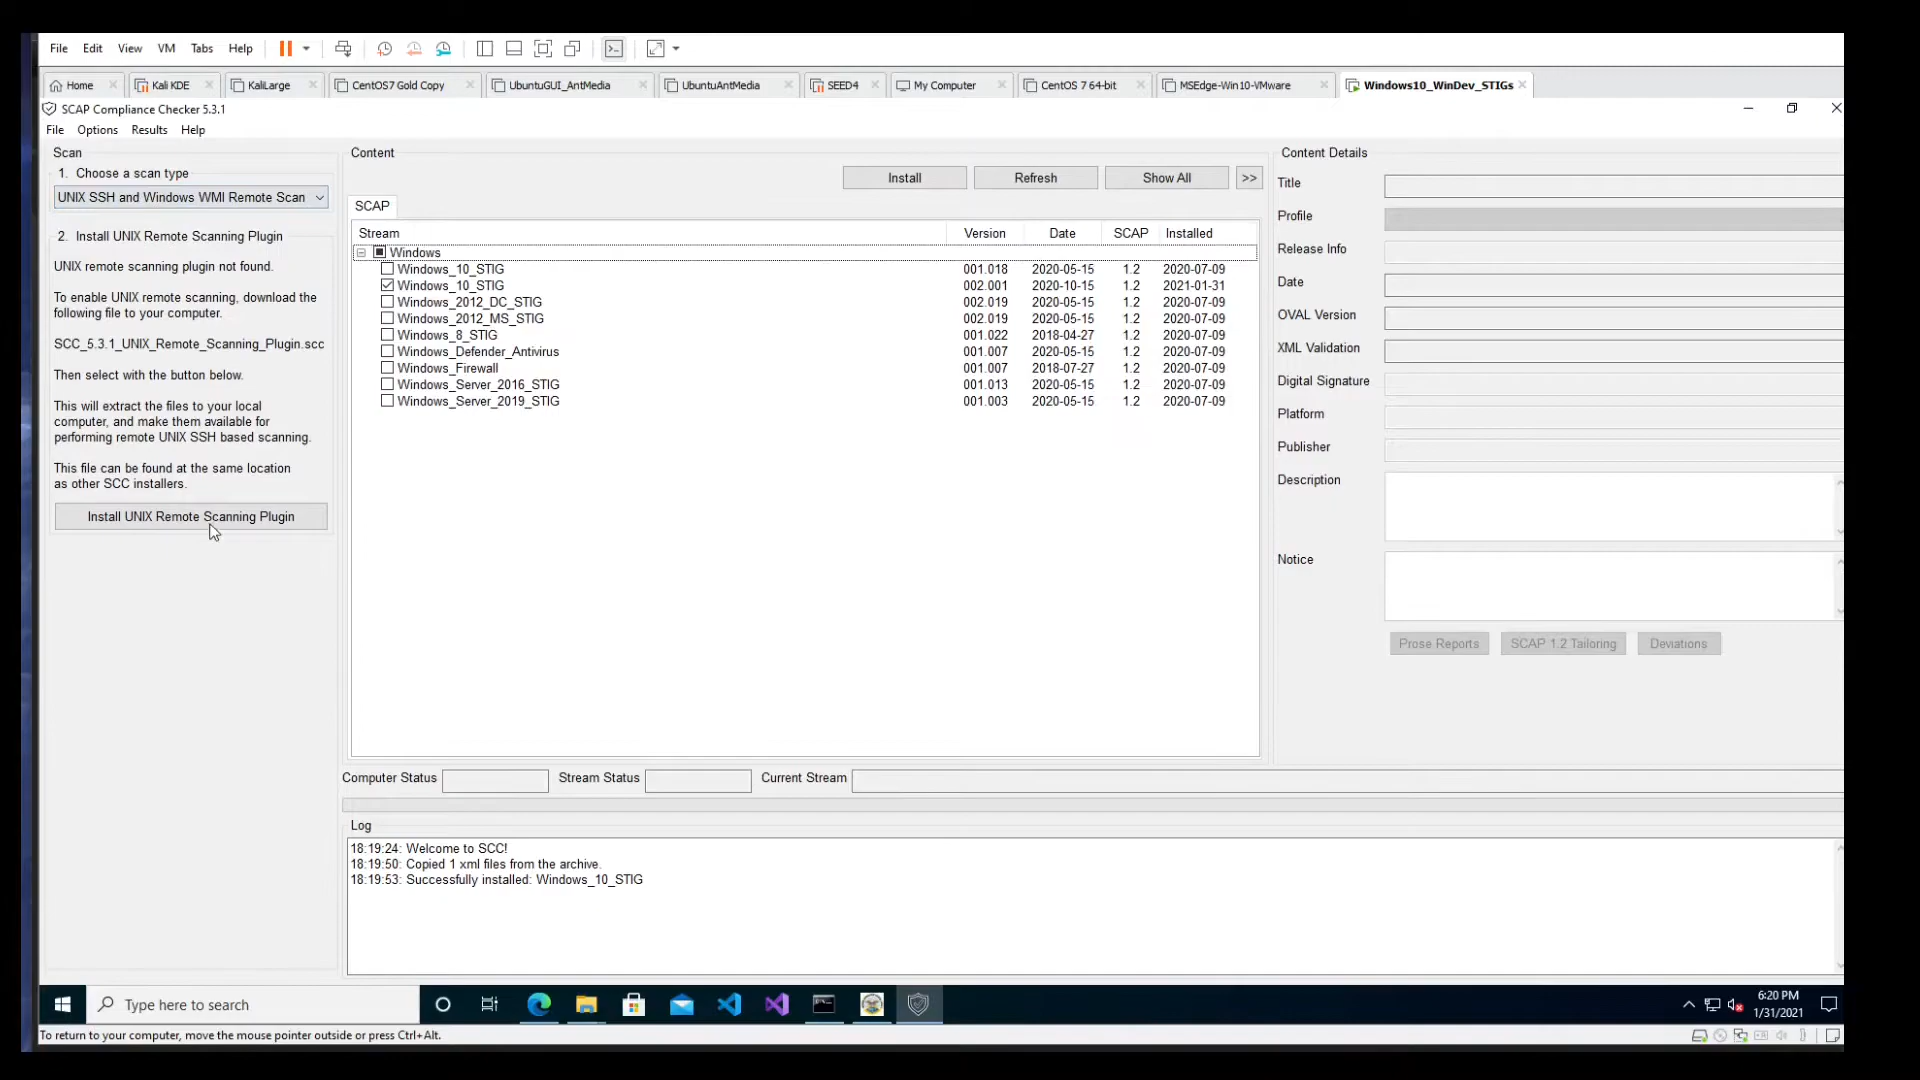 File Edit View VM Tabs Help
Home Kali KDE KaliLarge CentOS7 Gold Copy UbuntuGUI_AntMedia UbuntuAntMedia SEED4 My Computer CentOS 7 64-bit MSEdge-Win10-VMware Windows10_WinDev_STIGs
SCAP Compliance Checker 5.3.1
File Options Results Help
Scan
1. Choose a scan type
UNIX SSH and Windows WMI Remote Scan
2. Install UNIX Remote Scanning Plugin
UNIX remote scanning plugin not found.
To enable UNIX remote scanning, download the
following file to your computer.
SCC_5.3.1_UNIX_Remote_Scanning_Plugin.scc
Then select with the button below.
This will extract the files to your local
computer, and make them available for
performing remote UNIX SSH based scanning.
This file can be found at the same location
as other SCC installers.
Install UNIX Remote Scanning Plugin
Content
Install Refresh Show All >>
SCAP
Stream Version Date SCAP Installed
Windows
Windows_10_STIG 001.018 2020-05-15 1.2 2020-07-09
Windows_10_STIG 002.001 2020-10-15 1.2 2021-01-31
Windows_2012_DC_STIG 002.019 2020-05-15 1.2 2020-07-09
Windows_2012_MS_STIG 002.019 2020-05-15 1.2 2020-07-09
Windows_8_STIG 001.022 2018-04-27 1.2 2020-07-09
Windows_Defender_Antivirus 001.007 2020-05-15 1.2 2020-07-09
Windows_Firewall 001.007 2018-07-27 1.2 2020-07-09
Windows_Server_2016_STIG 001.013 2020-05-15 1.2 2020-07-09
Windows_Server_2019_STIG 001.003 2020-05-15 1.2 2020-07-09
Content Details
Title
Profile
Release Info
Date
OVAL Version
XML Validation
Digital Signature
Platform
Publisher
Description
Notice
Prose Reports SCAP 1.2 Tailoring Deviations
Computer Status Stream Status Current Stream
Log
18:19:24: Welcome to SCC!
18:19:50: Copied 1 xml files from the archive.
18:19:53: Successfully installed: Windows_10_STIG
Type here to search
6:20 PM
1/31/2021
To return to your computer, move the mouse pointer outside or press Ctrl+Alt.